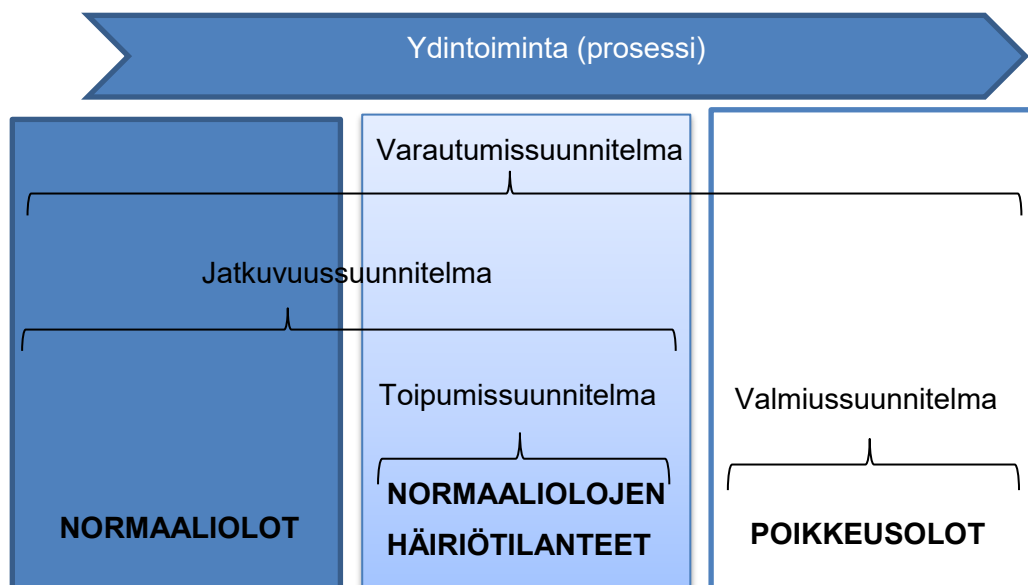 Ydintoiminta (prosessi)
Varautumissuunnitelma
Jatkuvuussuunnitelma
Toipumissuunnitelma
Valmiussuunnitelma
NORMAALIOLOT
NORMAALIOLOJEN
HÄIRIÖTILANTEET
POIKKEUSOLOT